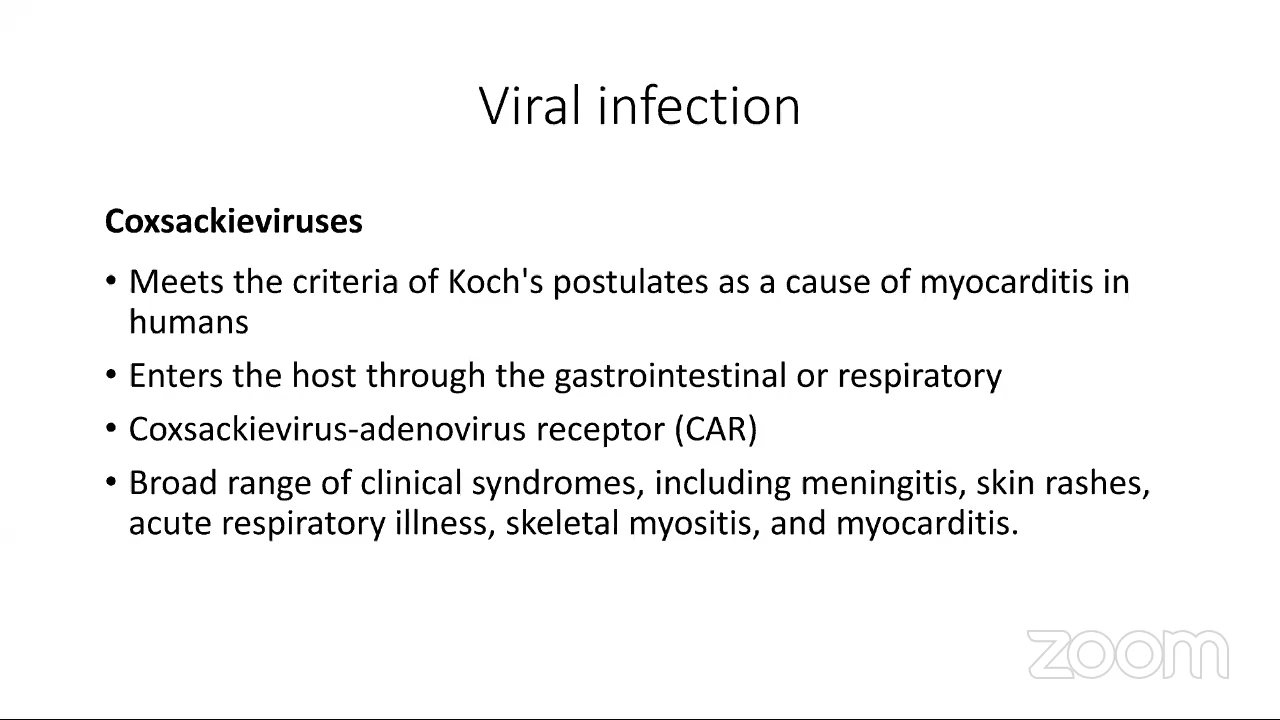 Viral infection
Coxsackieviruses
• Meets the criteria of Koch's postulates as a cause of myocarditis in
humans
• Enters the host through the gastrointestinal or respiratory
• Coxsackievirus-adenovirus receptor (CAR)
• Broad range of clinical syndromes, including meningitis, skin rashes,
acute respiratory illness, skeletal myositis, and myocarditis.
zoom